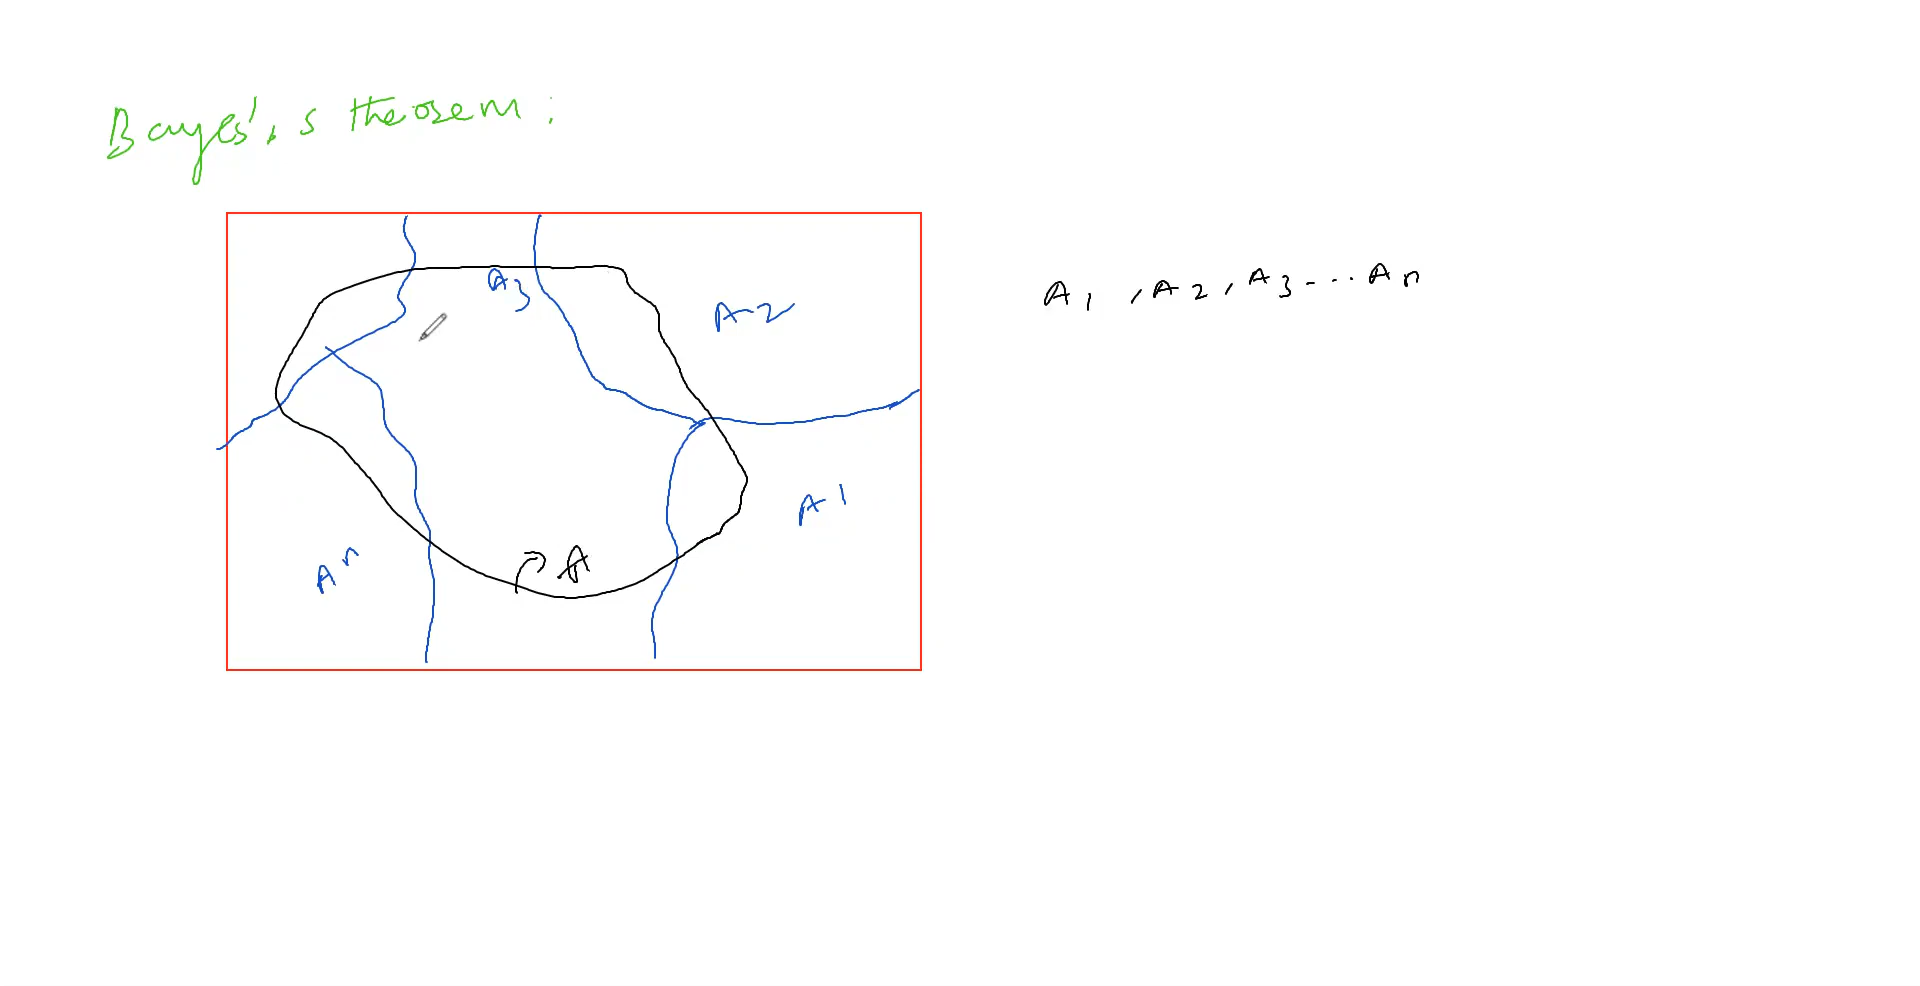 Bayes', s theorem :
A3
A2
A1
An
A
A1 , A2 , A3 - ... An